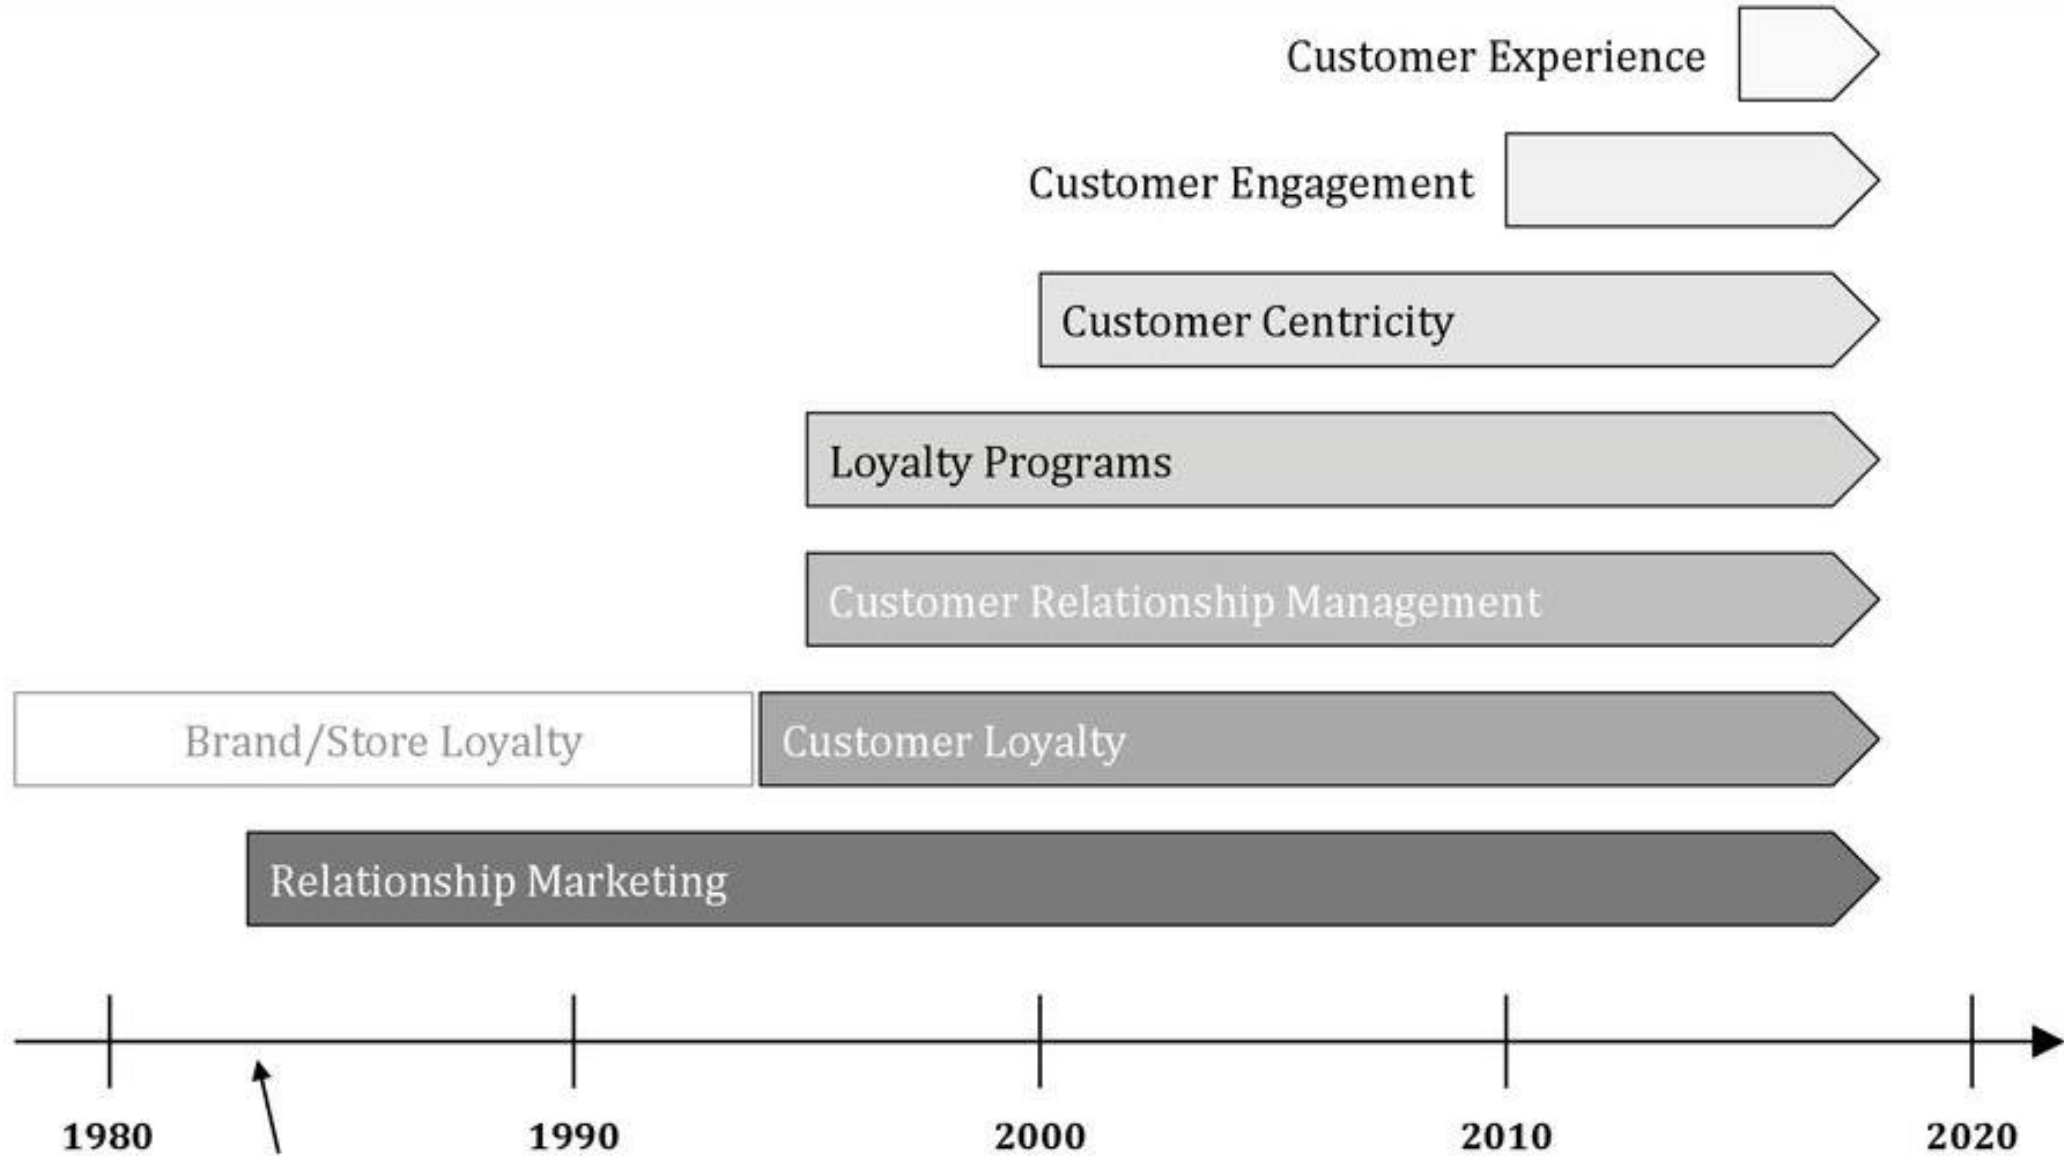 Customer Experience
Customer Engagement
Customer Centricity
Loyalty Programs
Customer Relationship Management
Brand/Store Loyalty
Customer Loyalty
Relationship Marketing
1980
1990
2000
2010
2020